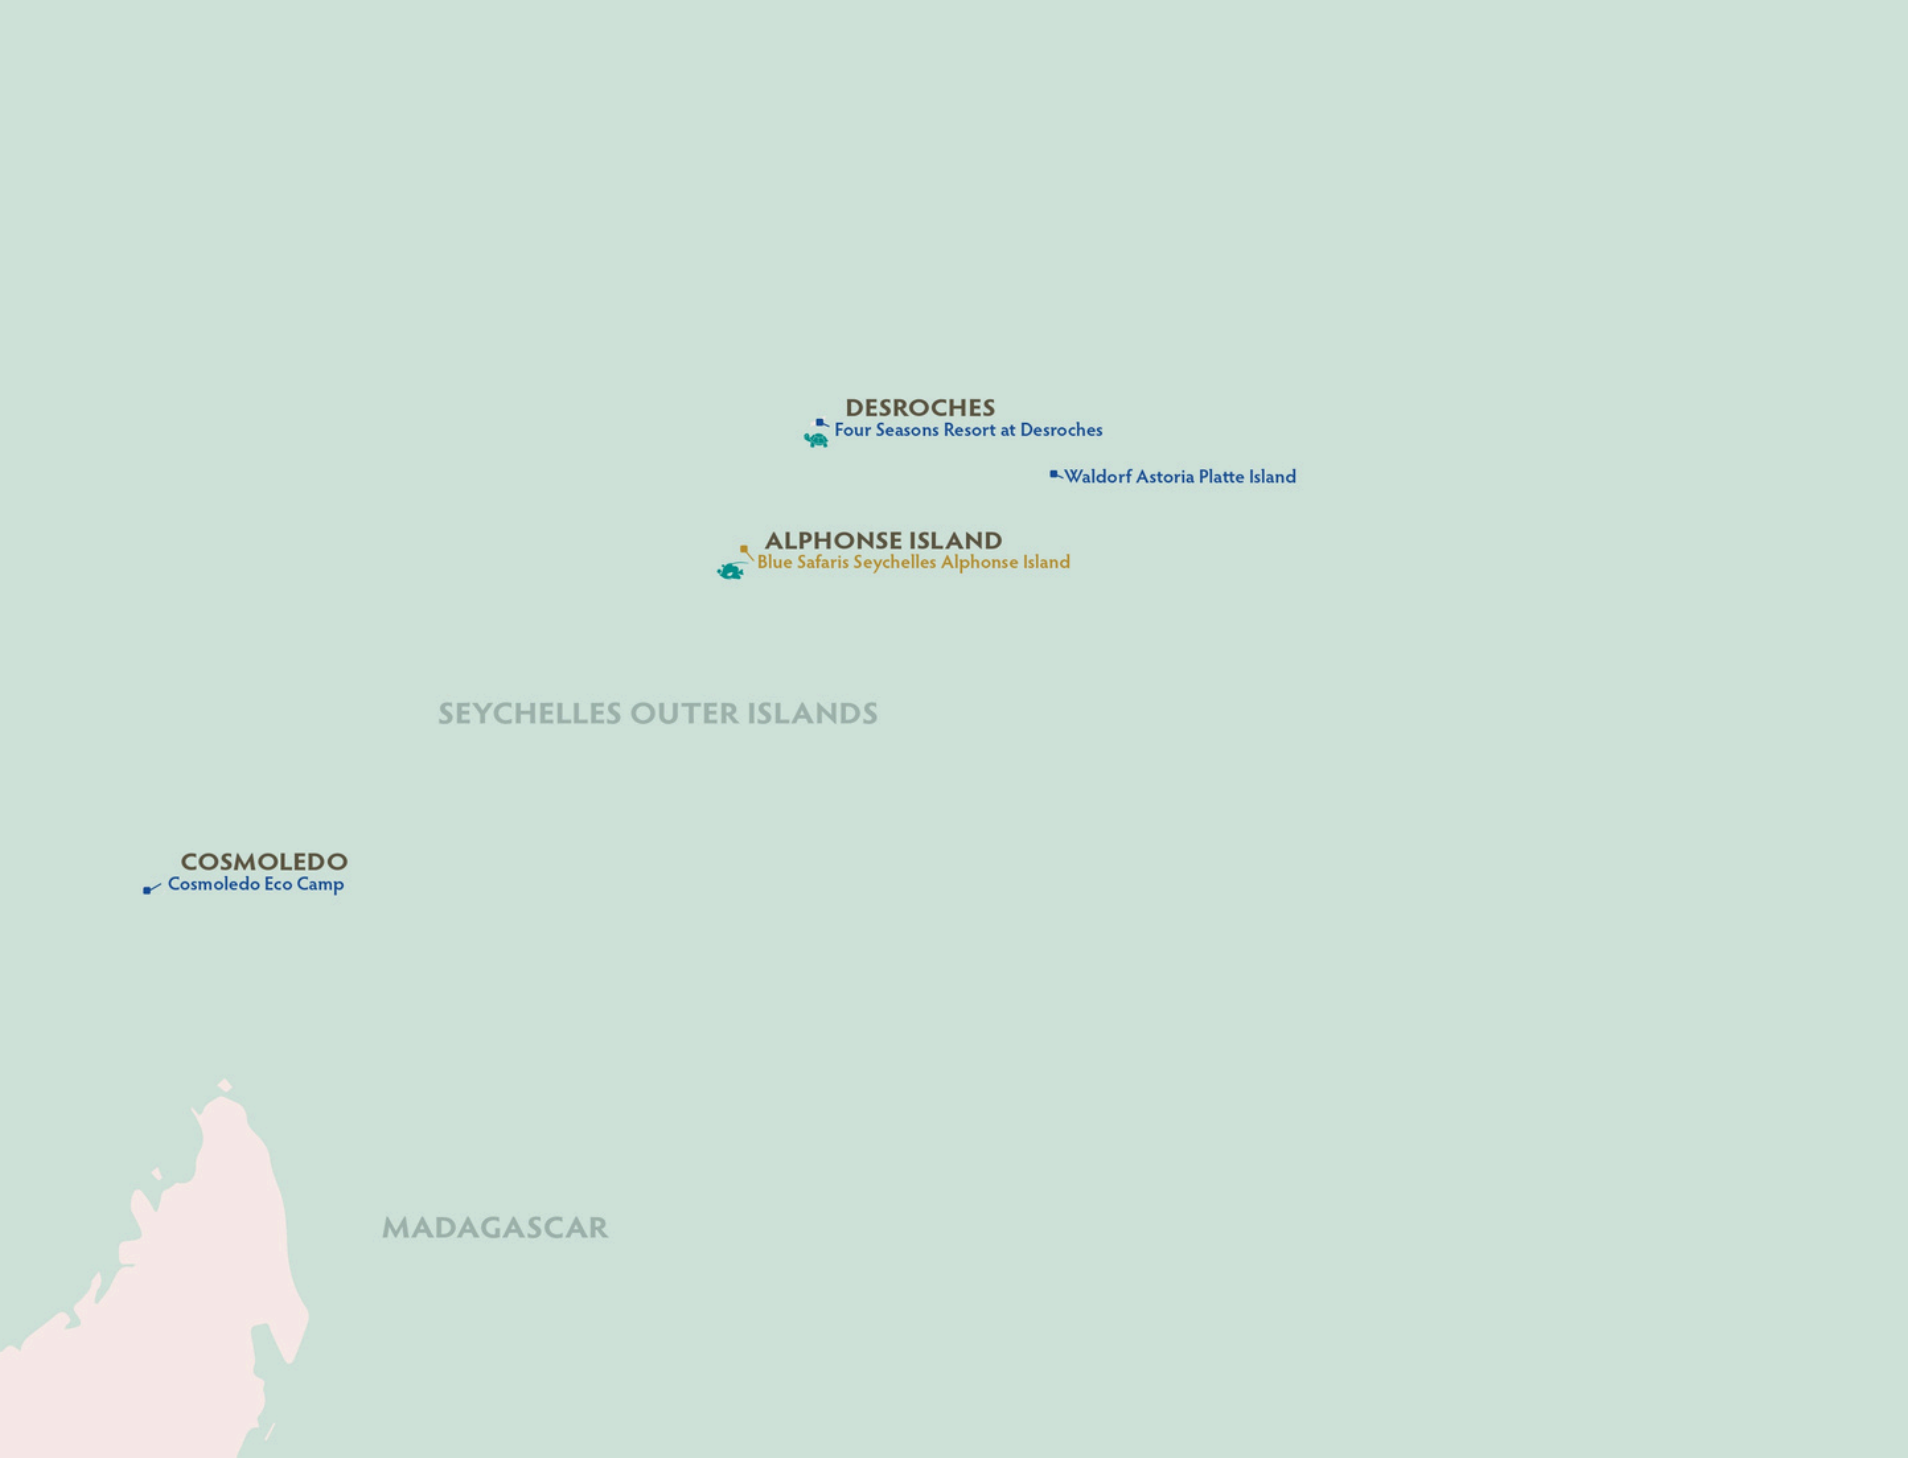 DESROCHES
Four Seasons Resort at Desroches
Waldorf Astoria Platte Island
ALPHONSE ISLAND
Blue Safaris Seychelles Alphonse Island
SEYCHELLES OUTER ISLANDS
COSMOLEDO
Cosmoledo Eco Camp
MADAGASCAR